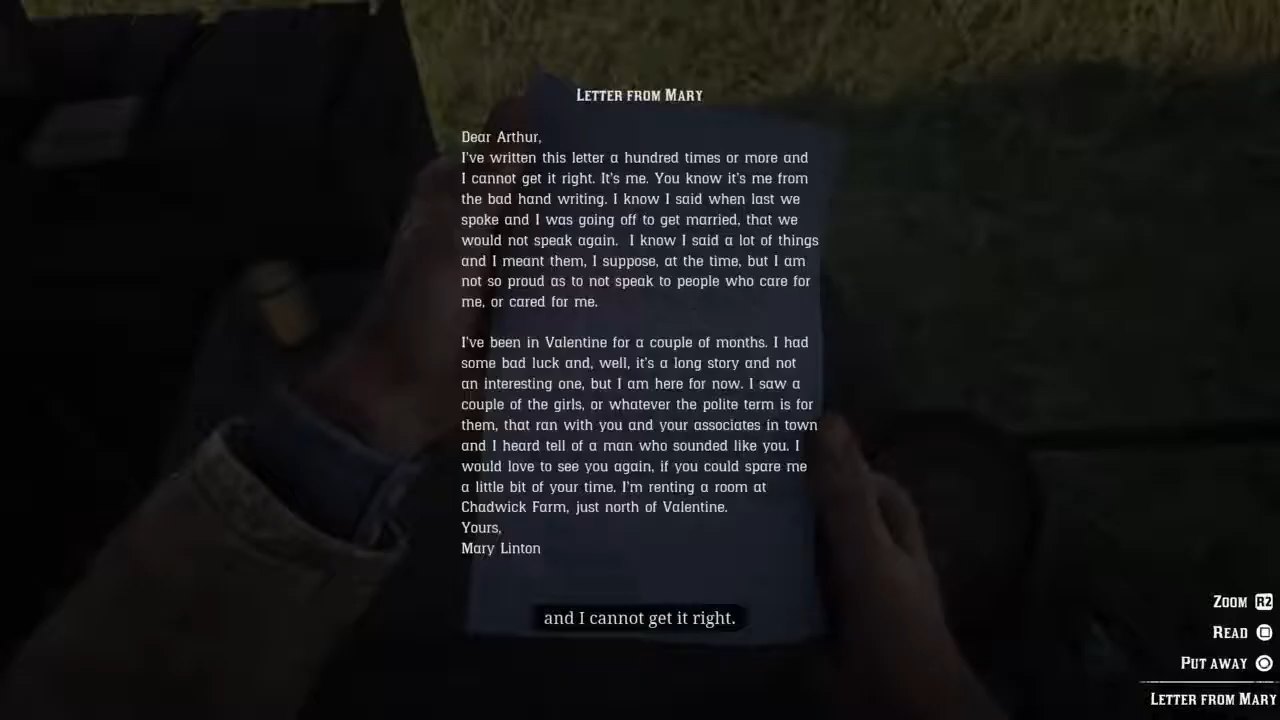 Letter from Mary
Dear Arthur,
I've written this letter a hundred times or more and
I cannot get it right. It's me. You know it's me from
the bad hand writing. I know I said when last we
spoke and I was going off to get married, that we
would not speak again.  I know I said a lot of things
and I meant them, I suppose, at the time, but I am
not so proud as to not speak to people who care for
me, or cared for me.
I've been in Valentine for a couple of months. I had
some bad luck and, well, it's a long story and not
an interesting one, but I am here for now. I saw a
couple of the girls, or whatever the polite term is for
them, that ran with you and your associates in town
and I heard tell of a man who sounded like you. I
would love to see you again, if you could spare me
a little bit of your time. I'm renting a room at
Chadwick Farm, just north of Valentine.
Yours,
Mary Linton
and I cannot get it right.
Zoom R2
Read
Put away
Letter from Mary